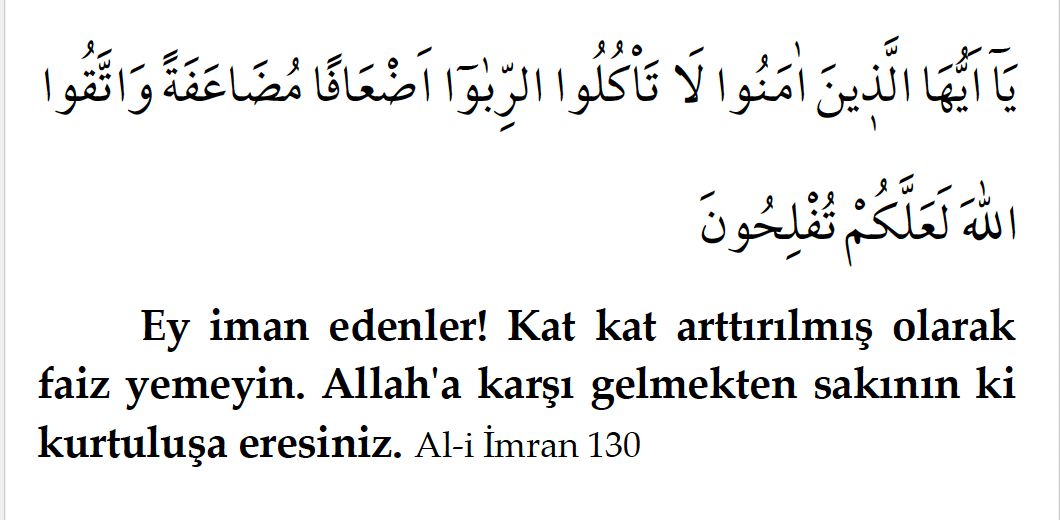 يَٓا اَيُّهَا الَّذ۪ينَ اٰمَنُوا لَا تَأْكُلُوا الرِّبٰٓوا اَضْعَافًا مُضَاعَفَةً وَاتَّقُوا
اللّٰهَ لَعَلَّكُمْ تُفْلِحُونَ
Ey iman edenler! Kat kat arttırılmış olarak
faiz yemeyin. Allah'a karşı gelmekten sakının ki
kurtuluşa eresiniz. Al-i İmran 130